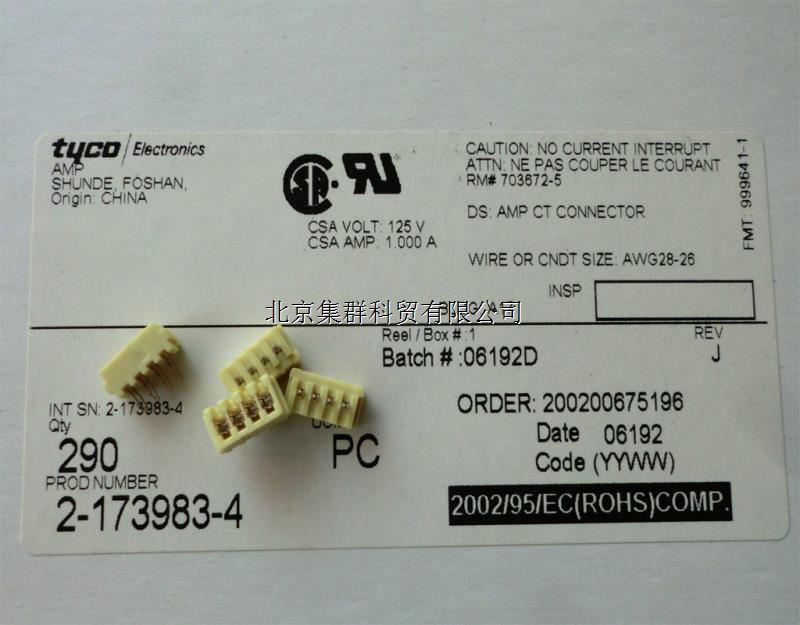 tyco / Electronics
AMP
SHUNDE, FOSHAN,
Origin: CHINA
CSA VOLT: 125 V
CSA AMP: 1.000 A
CAUTION: NO CURRENT INTERRUPT
ATTN: NE PAS COUPER LE COURANT
RM# 703672-5
DS: AMP CT CONNECTOR
WIRE OR CNDT SIZE: AWG28-26
INSP
FMT: 999641-1
北京集群科贸有限公司
Reel / Box # :1
Batch # :06192D
REV
J
INT SN: 2-173983-4
Qty
290
PC
ORDER: 200200675196
Date 06192
Code (YYWW)
PROD NUMBER
2-173983-4
2002/95/EC(ROHS)COMP.